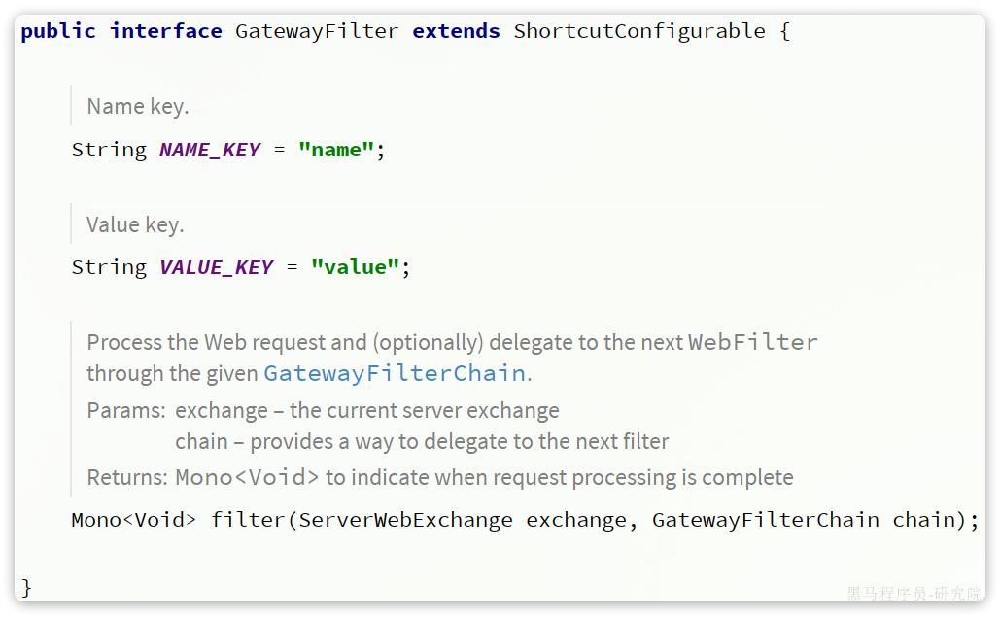 public interface GatewayFilter extends ShortcutConfigurable {
Name key.
String NAME_KEY = "name";
Value key.
String VALUE_KEY = "value";
Process the Web request and (optionally) delegate to the next WebFilter
through the given GatewayFilterChain.
Params: exchange – the current server exchange
chain – provides a way to delegate to the next filter
Returns: Mono<Void> to indicate when request processing is complete
Mono<Void> filter(ServerWebExchange exchange, GatewayFilterChain chain);
}
黑马程序员-研究院